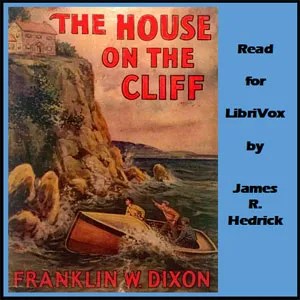 THE HOUSE
ON THE
CLIFF
FRANKLIN W. DIXON
Read
for
LibriVox
by
James
R.
Hedrick